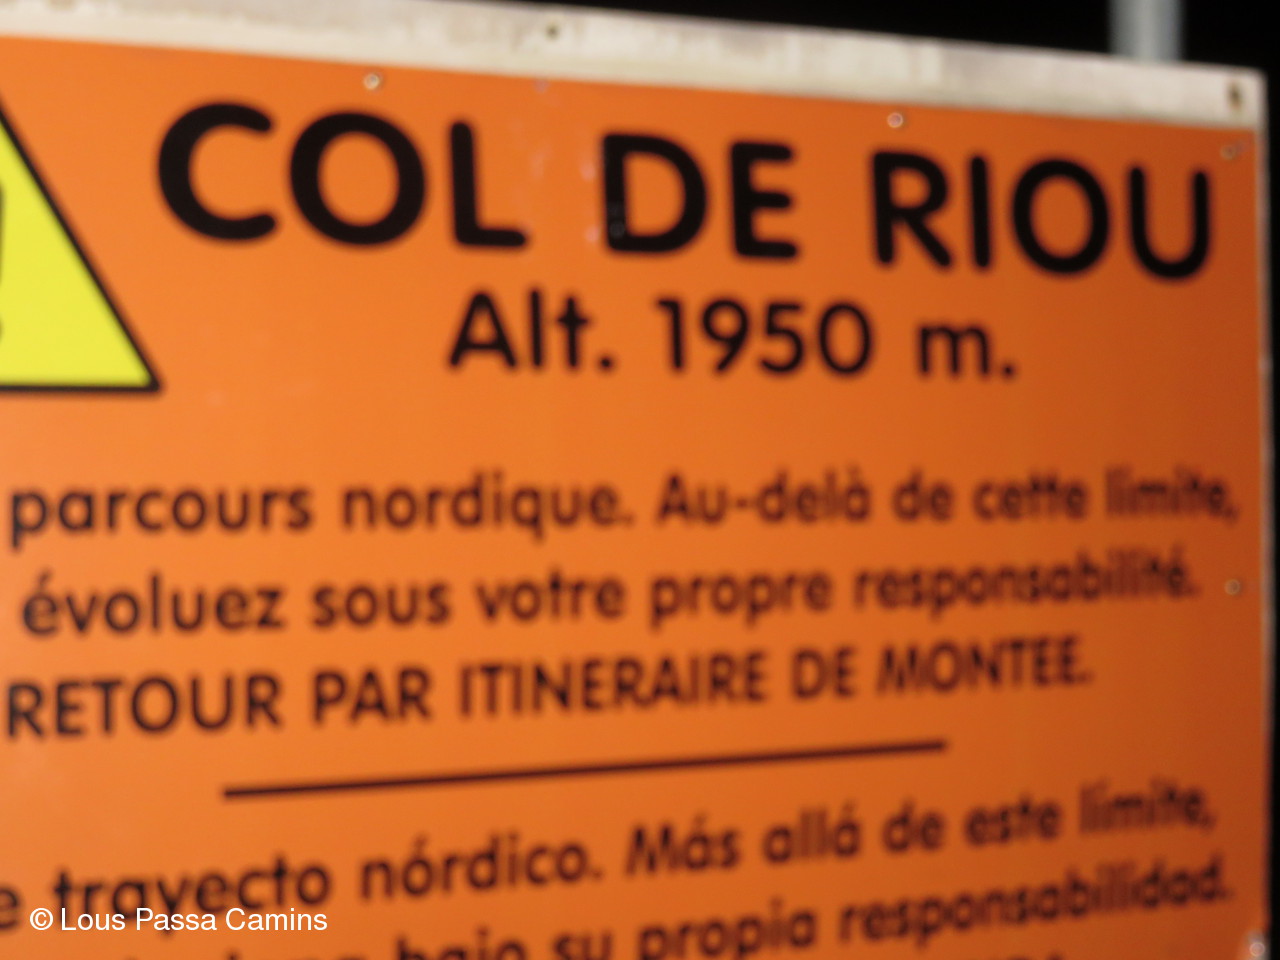 COL DE RIOU
Alt. 1950 m.
parcours nordique. Au-delà de cette limite,
évoluez sous votre propre responsabilité.
RETOUR PAR ITINERAIRE DE MONTEE.
trayecto nórdico. Más allá de este límite,
bajo su propia responsabilidad.
© Lous Passa Camins